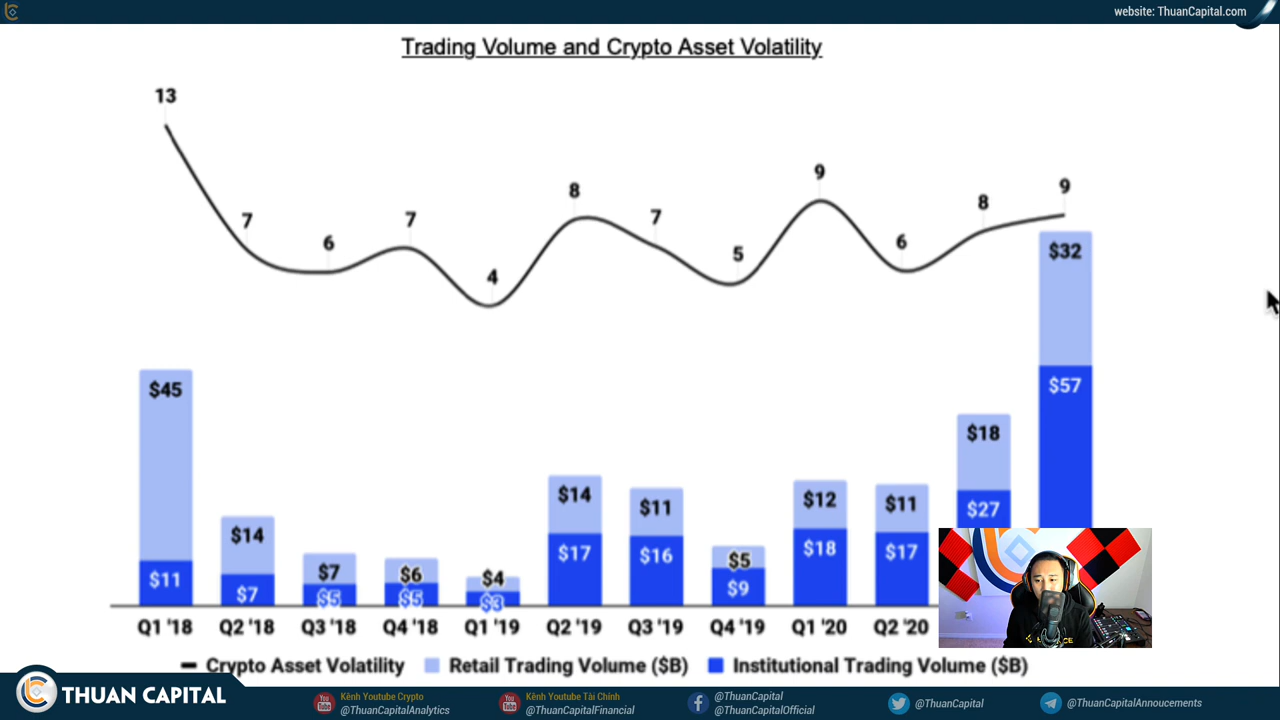 website: ThuanCapital.com
Trading Volume and Crypto Asset Volatility
13
7
6
7
4
8
7
5
9
6
8
9
$45
$14
$7
$6
$4
$14
$11
$5
$12
$11
$18
$32
$11
$7
$5
$5
$3
$17
$16
$9
$18
$17
$27
$57
Q1 '18
Q2 '18
Q3 '18
Q4 '18
Q1 '19
Q2 '19
Q3 '19
Q4 '19
Q1 '20
Q2 '20
Crypto Asset Volatility
Retail Trading Volume ($B)
Institutional Trading Volume ($B)
THUAN CAPITAL
You Tube
Kênh Youtube Crypto
@ThuanCapitalAnalytics
You Tube
Kênh Youtube Tài Chính
@ThuanCapitalFinancial
@ThuanCapital
@ThuanCapitalOfficial
@ThuanCapital
@ThuanCapitalAnnoucements